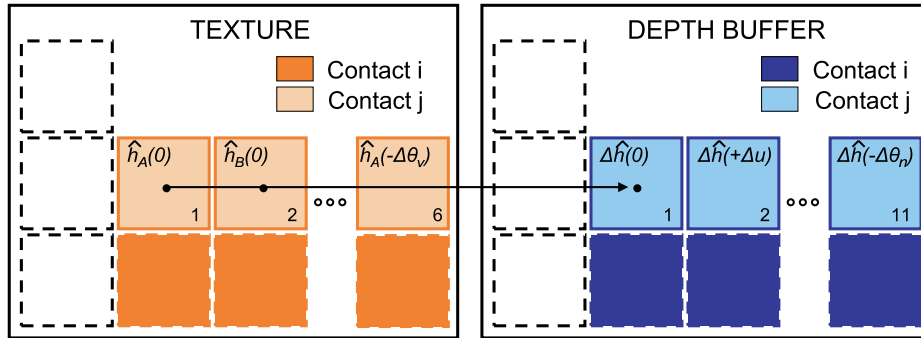 TEXTURE
Contact i
Contact j
ĥA(0)
ĥB(0)
ĥA(-Δθv)
1
2
6
DEPTH BUFFER
Contact i
Contact j
Δĥ(0)
Δĥ(+Δu)
Δĥ(-Δθn)
1
2
11